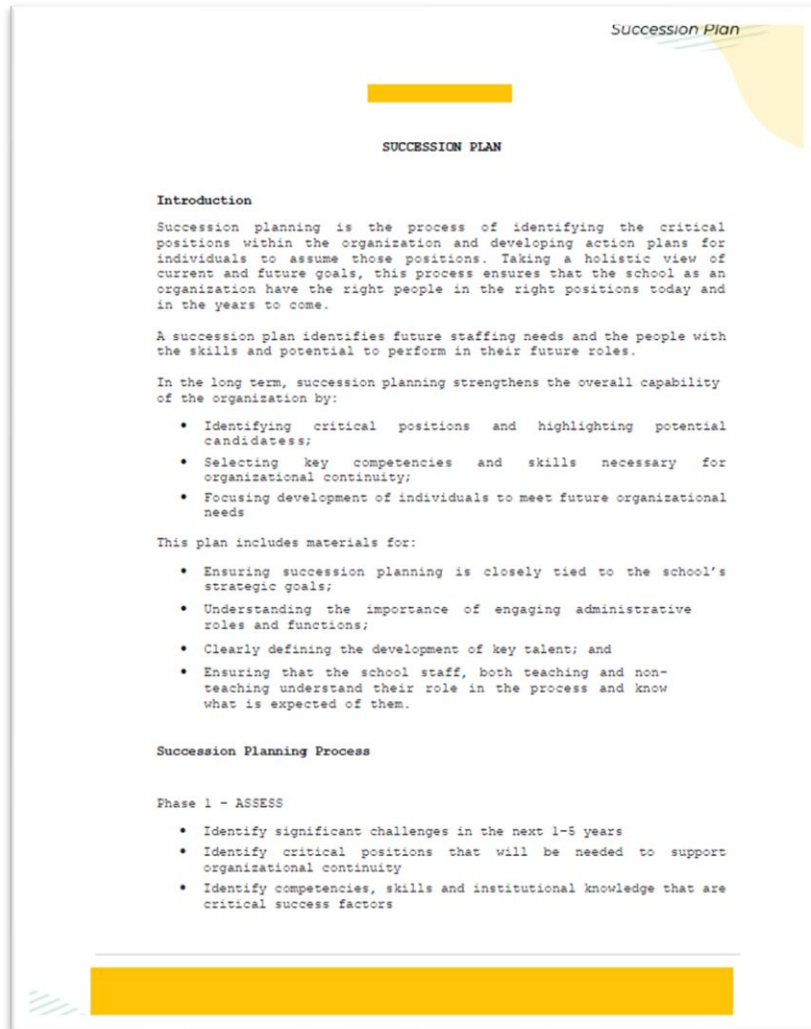 Succession Plan
SUCCESSION PLAN
Introduction
Succession planning is the process of identifying the critical
positions within the organization and developing action plans for
individuals to assume those positions. Taking a holistic view of
current and future goals, this process ensures that the school as an
organization have the right people in the right positions today and
in the years to come.
A succession plan identifies future staffing needs and the people with
the skills and potential to perform in their future roles.
In the long term, succession planning strengthens the overall capability
of the organization by:
• Identifying critical positions and highlighting potential
candidatess;
• Selecting key competencies and skills necessary for
organizational continuity;
• Focusing development of individuals to meet future organizational
needs
This plan includes materials for:
• Ensuring succession planning is closely tied to the school's
strategic goals;
• Understanding the importance of engaging administrative
roles and functions;
• Clearly defining the development of key talent; and
• Ensuring that the school staff, both teaching and non-
teaching understand their role in the process and know
what is expected of them.
Succession Planning Process
Phase 1 – ASSESS
• Identify significant challenges in the next 1-5 years
• Identify critical positions that will be needed to support
organizational continuity
• Identify competencies, skills and institutional knowledge that are
critical success factors